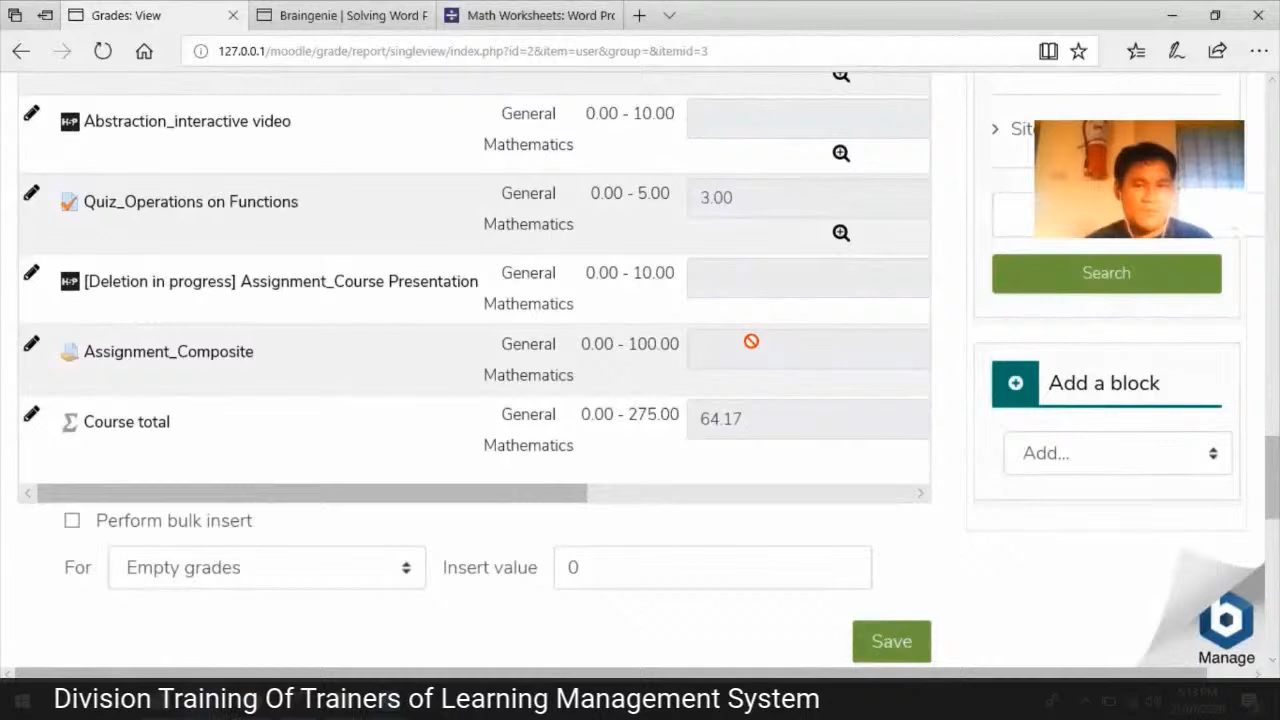 Grades: View
Braingenie | Solving Word F
Math Worksheets: Word Pro
127.0.0.1/moodle/grade/report/singleview/index.php?id=2&item=user&group=&itemid=3
H-P Abstraction_interactive video
General Mathematics
0.00 - 10.00
Quiz_Operations on Functions
General Mathematics
0.00 - 5.00
3.00
H-P [Deletion in progress] Assignment_Course Presentation
General Mathematics
0.00 - 10.00
Assignment_Composite
General Mathematics
0.00 - 100.00
Σ Course total
General Mathematics
0.00 - 275.00
64.17
Perform bulk insert
For
Empty grades
Insert value
0
Save
Sit
Search
Add a block
Add...
b
Manage
Division Training Of Trainers of Learning Management System